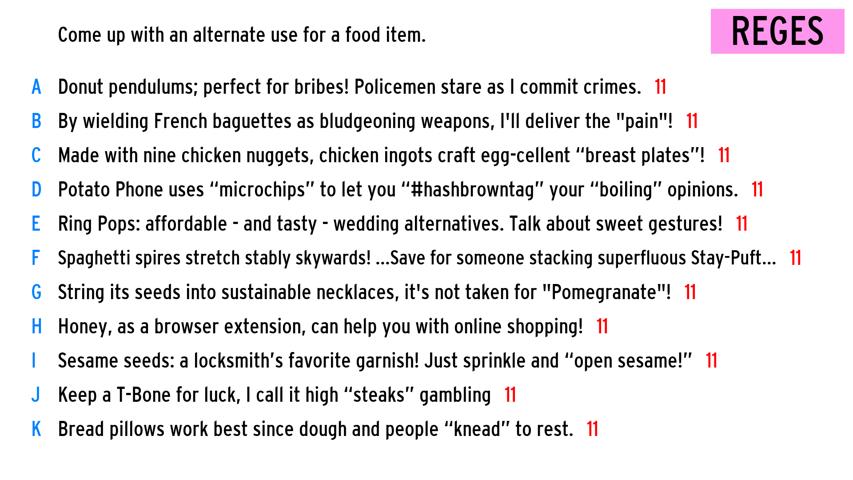 Come up with an alternate use for a food item.
REGES
A Donut pendulums; perfect for bribes! Policemen stare as I commit crimes. 11
B By wielding French baguettes as bludgeoning weapons, I'll deliver the "pain"! 11
C Made with nine chicken nuggets, chicken ingots craft egg-cellent “breast plates”! 11
D Potato Phone uses “microchips” to let you “#hashbrowntag” your “boiling” opinions. 11
E Ring Pops: affordable - and tasty - wedding alternatives. Talk about sweet gestures! 11
F Spaghetti spires stretch stably skywards! ...Save for someone stacking superfluous Stay-Puft... 11
G String its seeds into sustainable necklaces, it's not taken for "Pomegranate"! 11
H Honey, as a browser extension, can help you with online shopping! 11
I Sesame seeds: a locksmith’s favorite garnish! Just sprinkle and “open sesame!” 11
J Keep a T-Bone for luck, I call it high “steaks” gambling 11
K Bread pillows work best since dough and people “knead” to rest. 11